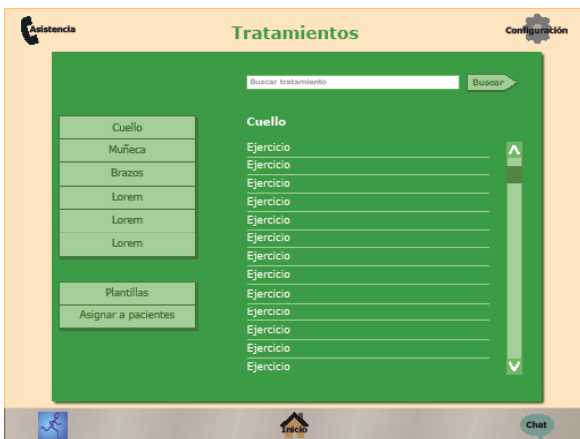 Asistencia
Tratamientos
Configuración
Buscar tratamiento
Buscar
Cuello
Muñeca
Brazos
Lorem
Lorem
Lorem
Plantillas
Asignar a pacientes
Cuello
Ejercicio
Ejercicio
Ejercicio
Ejercicio
Ejercicio
Ejercicio
Ejercicio
Ejercicio
Ejercicio
Ejercicio
Ejercicio
Ejercicio
Ejercicio
Inicio
Chat